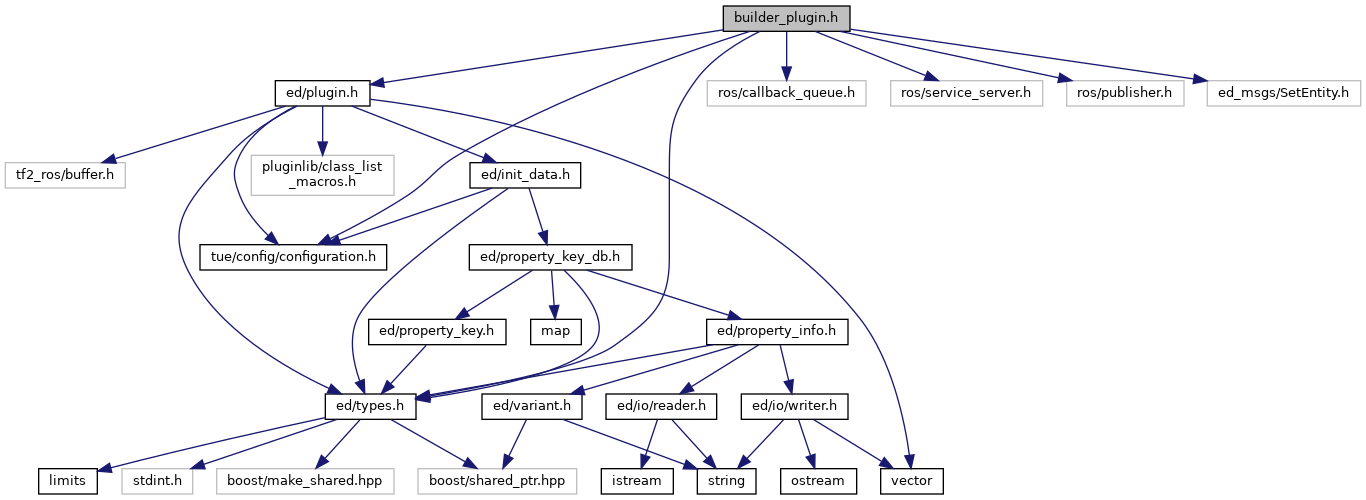 builder_plugin.h
ed/plugin.h
ros/callback_queue.h
ros/service_server.h
ros/publisher.h
ed_msgs/SetEntity.h
tf2_ros/buffer.h
pluginlib/class_list
_macros.h
ed/init_data.h
tue/config/configuration.h
ed/property_key_db.h
ed/property_key.h
map
ed/property_info.h
ed/types.h
ed/variant.h
ed/io/reader.h
ed/io/writer.h
limits
stdint.h
boost/make_shared.hpp
boost/shared_ptr.hpp
istream
string
ostream
vector